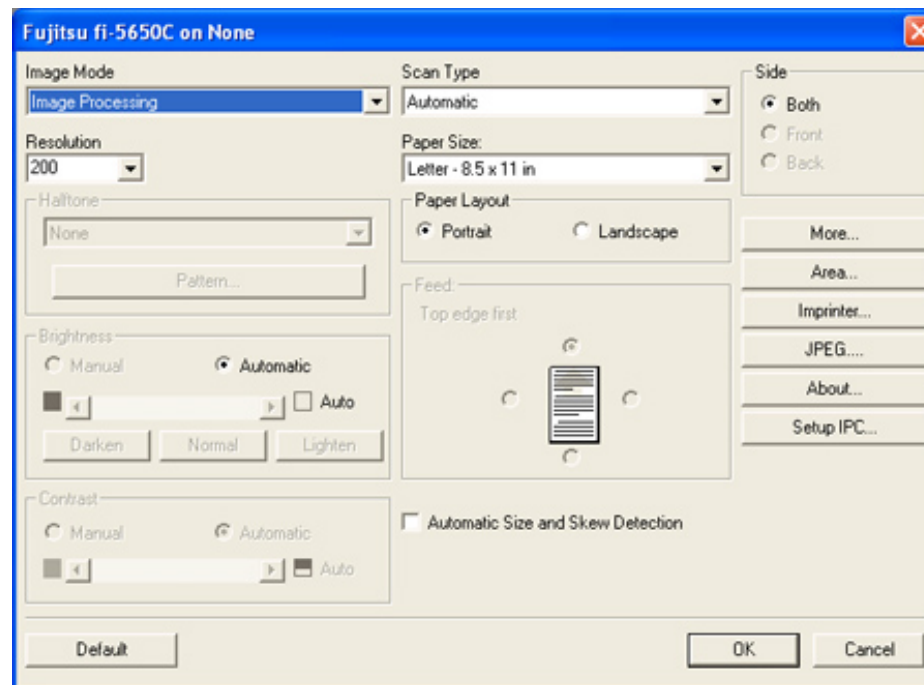 Fujitsu fi-5650C on None
Image Mode
Image Processing
Scan Type
Automatic
Side
Both
Front
Back
Resolution
200
Paper Size:
Letter - 8.5 x 11 in
Halftone
None
Pattern...
Paper Layout
Portrait
Landscape
More...
Area...
Imprinter...
JPEG....
About...
Setup IPC...
Feed:
Top edge first
Brightness
Manual
Automatic
Auto
Darken
Normal
Lighten
Contrast
Manual
Automatic
Auto
Automatic Size and Skew Detection
Default
OK
Cancel